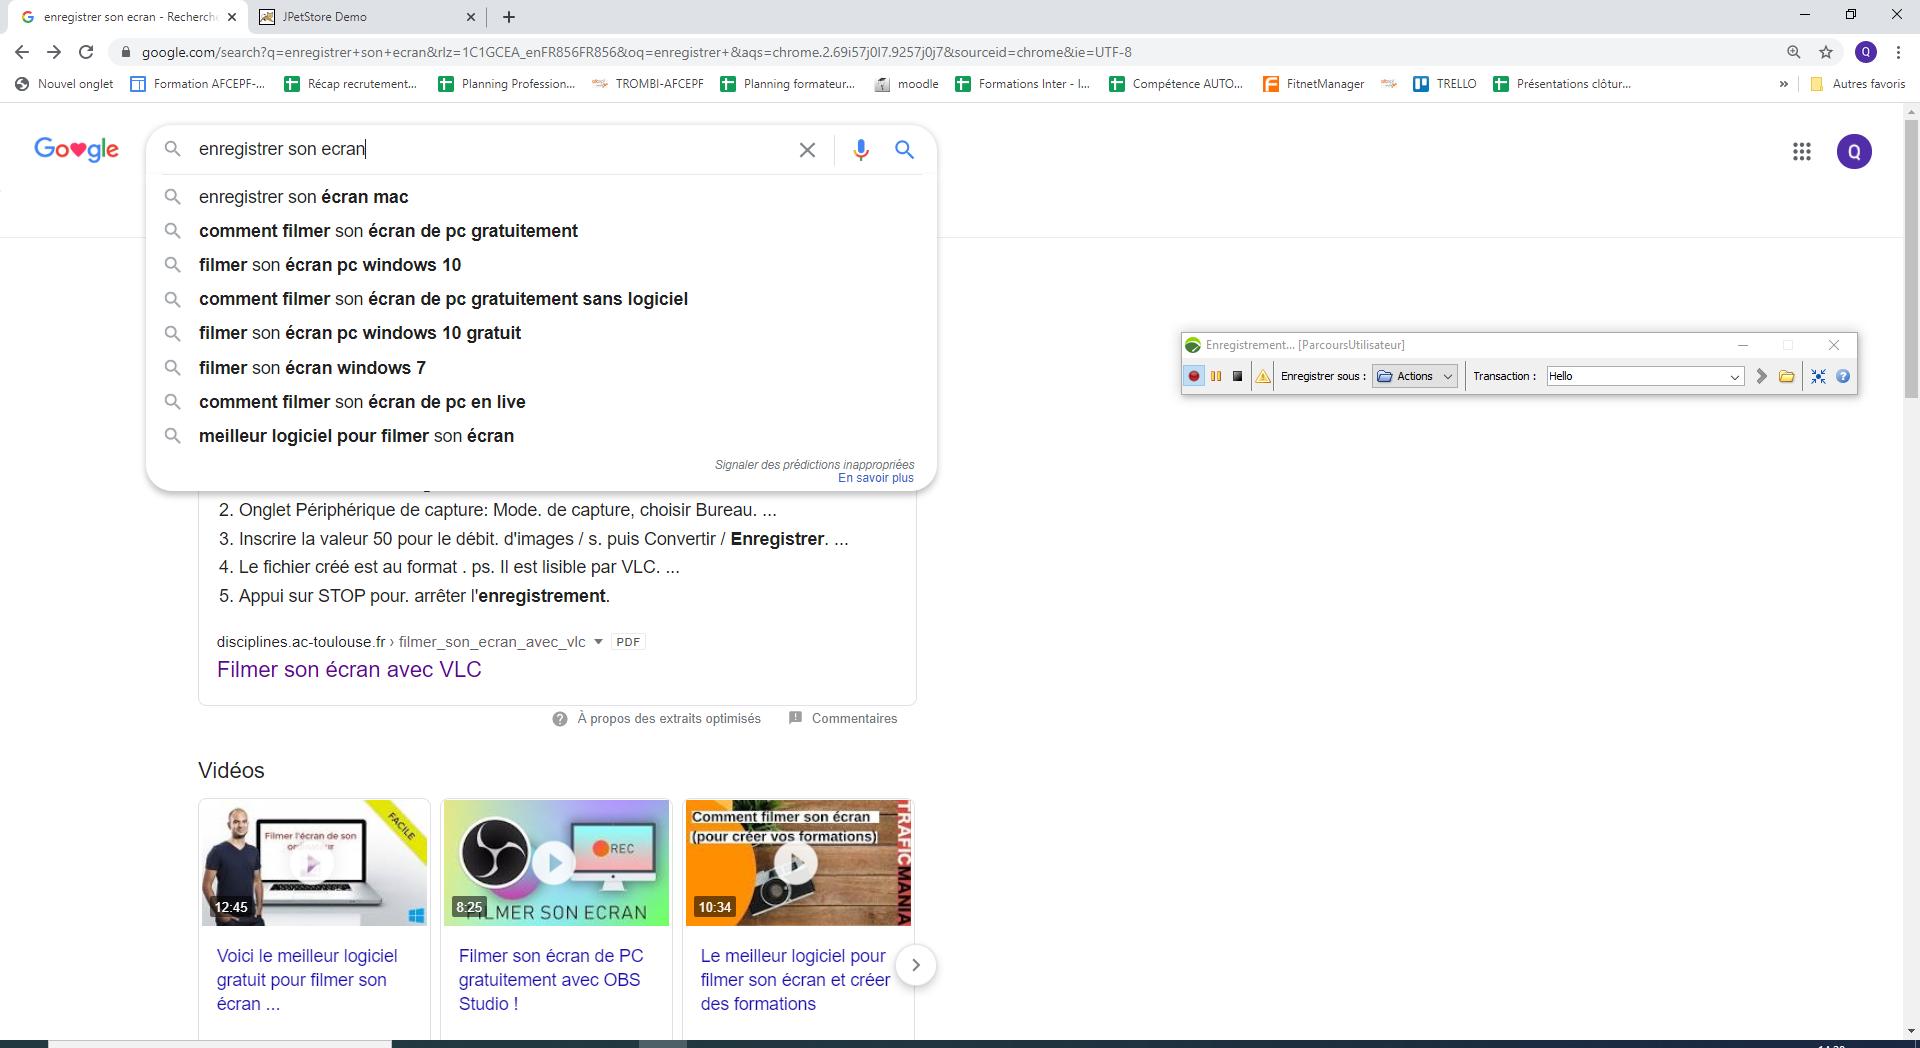 enregistrer son ecran - Recherche
JPetStore Demo
google.com/search?q=enregistrer+son+ecran&rlz=1C1GCEA_enFR856FR856&oq=enregistrer+&aqs=chrome.2.69i57j0l7.9257j0j7&sourceid=chrome&ie=UTF-8
Q
Nouvel onglet
Formation AFCEPF-...
Récap recrutement...
Planning Profession...
TROMBI-AFCEPF
Planning formateur...
moodle
Formations Inter - I...
Compétence AUTO...
FitnetManager
TRELLO
Présentations clôtur...
»
Autres favoris
Google
enregistrer son ecran
Q
enregistrer son écran mac
comment filmer son écran de pc gratuitement
filmer son écran pc windows 10
comment filmer son écran de pc gratuitement sans logiciel
filmer son écran pc windows 10 gratuit
filmer son écran windows 7
comment filmer son écran de pc en live
meilleur logiciel pour filmer son écran
Signaler des prédictions inappropriées
En savoir plus
Enregistrement... [ParcoursUtilisateur]
Enregistrer sous : Actions Transaction : Hello
2. Onglet Périphérique de capture: Mode. de capture, choisir Bureau. ...
3. Inscrire la valeur 50 pour le débit. d'images / s. puis Convertir / Enregistrer. ...
4. Le fichier créé est au format . ps. Il est lisible par VLC. ...
5. Appui sur STOP pour. arrêter l'enregistrement.
disciplines.ac-toulouse.fr › filmer_son_ecran_avec_vlc PDF
Filmer son écran avec VLC
À propos des extraits optimisés
Commentaires
Vidéos
Filmer l'écran de son
ordinateur
FACILE
12:45
REC
8:25
FILMER SON ECRAN
Comment filmer son écran
(pour créer vos formations)
TRAFICMANIA
10:34
Voici le meilleur logiciel
gratuit pour filmer son
écran ...
Filmer son écran de PC
gratuitement avec OBS
Studio !
Le meilleur logiciel pour
filmer son écran et créer
des formations